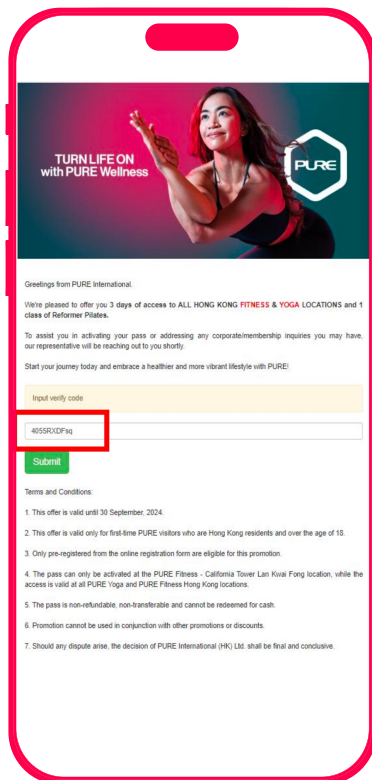 TURN LIFE ON
with PURE Wellness
PURE
Greetings from PURE International.
We're pleased to offer you 3 days of access to ALL HONG KONG FITNESS & YOGA LOCATIONS and 1
class of Reformer Pilates.
To assist you in activating your pass or addressing any corporate/membership inquiries you may have,
our representative will be reaching out to you shortly.
Start your journey today and embrace a healthier and more vibrant lifestyle with PURE!
Input verify code
4055RXDFsq
Submit
Terms and Conditions:
1. This offer is valid until 30 September, 2024.
2. This offer is valid only for first-time PURE visitors who are Hong Kong residents and over the age of 18.
3. Only pre-registered from the online registration form are eligible for this promotion.
4. The pass can only be activated at the PURE Fitness - California Tower Lan Kwai Fong location, while the
access is valid at all PURE Yoga and PURE Fitness Hong Kong locations.
5. The pass is non-refundable, non-transferable and cannot be redeemed for cash.
6. Promotion cannot be used in conjunction with other promotions or discounts.
7. Should any dispute arise, the decision of PURE International (HK) Ltd. shall be final and conclusive.